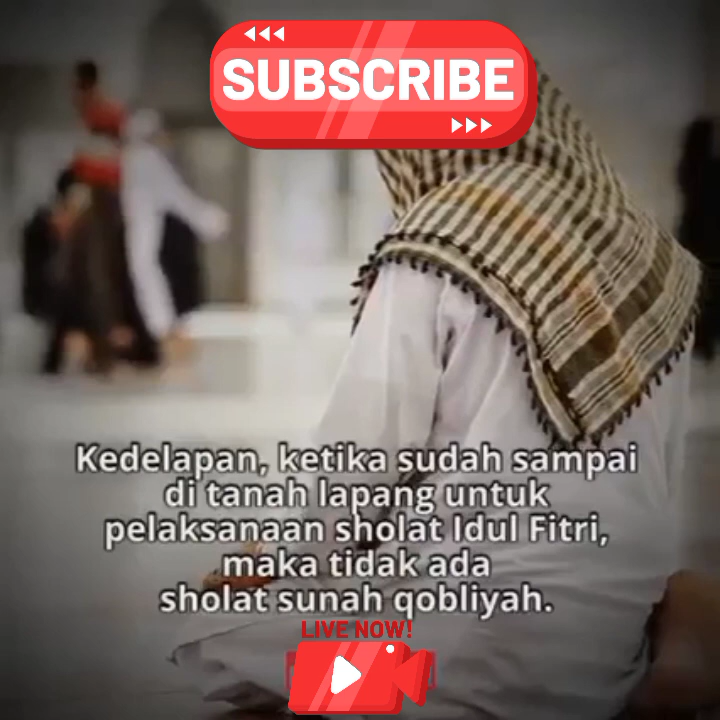 SUBSCRIBE
Kedelapan, ketika sudah sampai
di tanah lapang untuk
pelaksanaan sholat Idul Fitri,
maka tidak ada
sholat sunah qobliyah.
LIVE NOW!